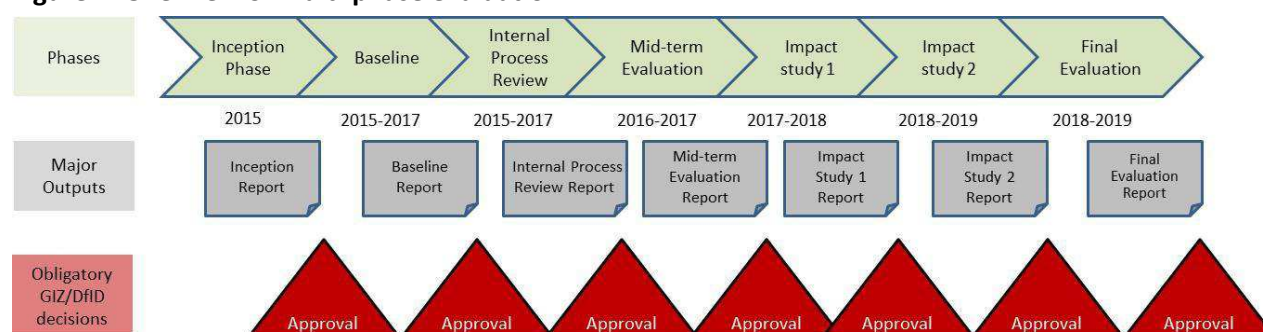 Phases
Inception
Phase
Baseline
Internal
Process
Review
Mid-term
Evaluation
Impact
study 1
Impact
study 2
Final
Evaluation
2015
2015-2017
2015-2017
2016-2017
2017-2018
2018-2019
2018-2019
Major
Outputs
Inception
Report
Baseline
Report
Internal Process
Review Report
Mid-term
Evaluation
Report
Impact
Study 1
Report
Impact
Study 2
Report
Final
Evaluation
Report
Obligatory
GIZ/DfID
decisions
Approval
Approval
Approval
Approval
Approval
Approval
Approval